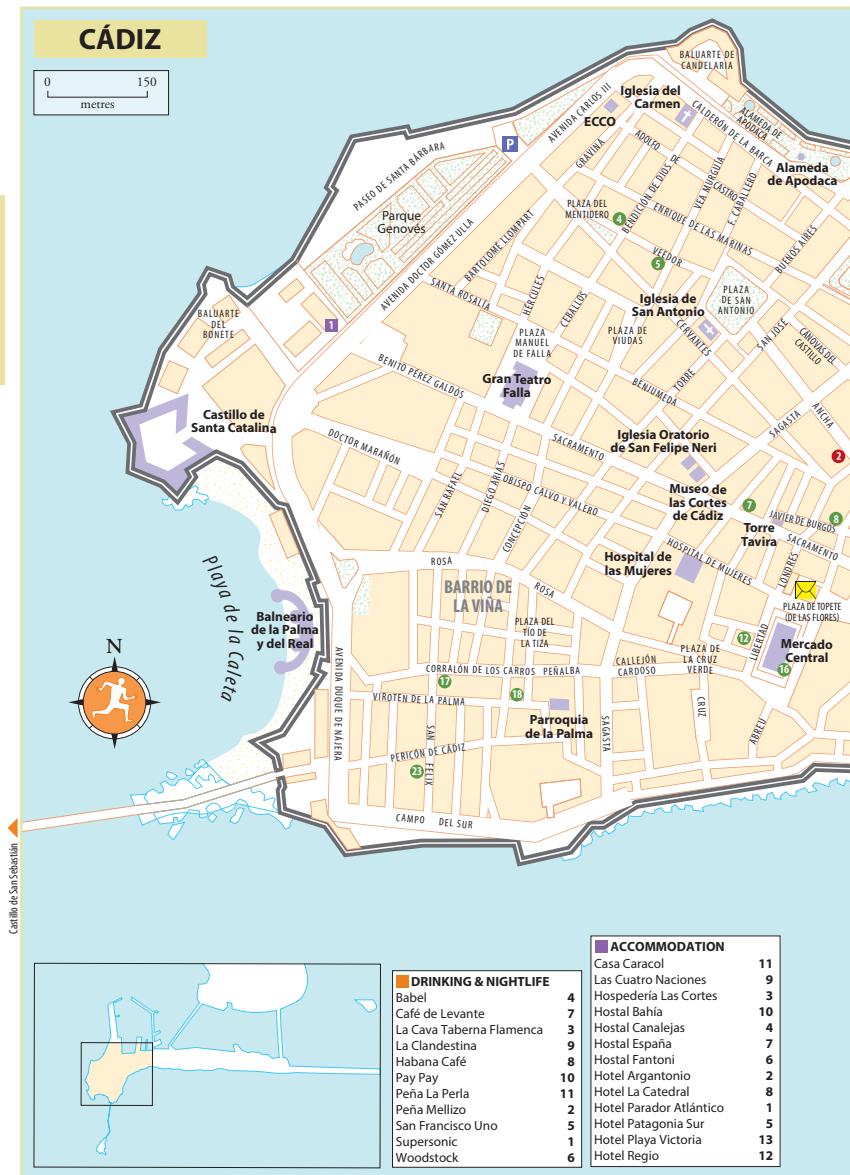 CÁDIZ
0 150
metres
BALUARTE DE
CANDELARIA
Iglesia del
Carmen
ECCO
AVENIDA CARLOS III
CALDERÓN DE LA BARCA
ALAMEDA DE
APODACA
Alameda
de Apodaca
P
PASEO DE SANTA BÁRBARA
Parque
Genovés
GRAVINA
ADOLFO DE CASTRO
BENDICIÓN DE DIOS
VEA MURGUÍA
F. CABALLERO
PLAZA DEL
MENTIDERO
4
ENRIQUE DE LAS MARINAS
BUENOS AIRES
VEEDOR
5
AVENIDA DOCTOR GÓMEZ ULLA
BARTOLOME LLOMPART
SANTA ROSALÍA
HÉRCULES
CEBALLOS
Iglesia de
San Antonio
PLAZA
DE SAN
ANTONIO
BALUARTE
DEL
BONETE
1
PLAZA
MANUEL
DE FALLA
PLAZA DE
VIUDAS
CERVANTES
SAN JOSE
CANOVAS DEL
CASTILLO
BENITO PEREZ GALDÓS
Gran Teatro
Falla
BENJUMEDA
TORRE
Castillo de
Santa Catalina
SAGASTA
ANCHA
DOCTOR MARAÑÓN
SACRAMENTO
Iglesia Oratorio
de San Felipe Neri
2
SAN RAFAEL
DIEGO ARIAS
OBISPO CALVO Y VALERO
CONCEPCIÓN
Museo de
las Cortes
de Cádiz
7
JAVIER DE BURGOS
8
Torre
Tavira
SACRAMENTO
Hospital de
las Mujeres
HOSPITAL DE MUJERES
LONDRES
ROSA
ROSA
BARRIO DE
LA VIÑA
PLAZA DE TOPETE
(DE LAS FLORES)
Playa de la Caleta
Balneario
de la Palma
y del Real
PLAZA DEL
TÍO DE
LA TIZA
12
LIBERTAD
Mercado
Central
16
N
AVENIDA DUQUE DE NÁJERA
CORRALÓN DE LOS CARROS
PEÑALBA
CALLEJÓN
CARDOSO
PLAZA DE
LA CRUZ
VERDE
17
18
VIROTEN DE LA PALMA
Parroquia
de la Palma
SAGASTA
CRUZ
ABREU
SAN FELIX
PERICÓN DE CÁDIZ
23
CAMPO DEL SUR
Castillo de San Sebastián
DRINKING & NIGHTLIFE
Babel 4
Café de Levante 7
La Cava Taberna Flamenca 3
La Clandestina 9
Habana Café 8
Pay Pay 10
Peña La Perla 11
Peña Mellizo 2
San Francisco Uno 5
Supersonic 1
Woodstock 6
ACCOMMODATION
Casa Caracol 11
Las Cuatro Naciones 9
Hospedería Las Cortes 3
Hostal Bahía 10
Hostal Canalejas 4
Hostal España 7
Hostal Fantoni 6
Hotel Argantonio 2
Hotel La Catedral 8
Hotel Parador Atlántico 1
Hotel Patagonia Sur 5
Hotel Playa Victoria 13
Hotel Regio 12